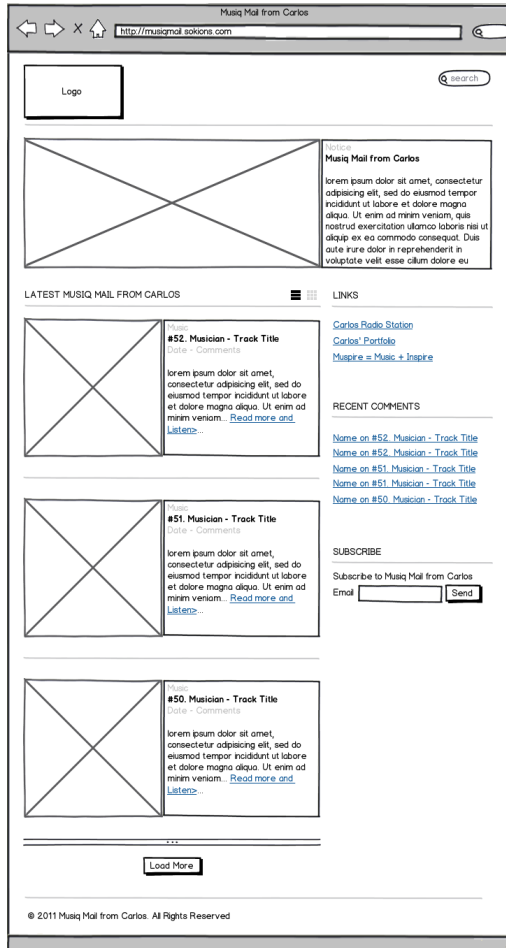 Musiq Mail from Carlos
http://musiqmail.sokions.com
Logo
search
Notice
Musiq Mail from Carlos
lorem ipsum dolor sit amet, consectetur
adipisicing elit, sed do eiusmod tempor
incididunt ut labore et dolore magna
aliqua. Ut enim ad minim veniam, quis
nostrud exercitation ullamco laboris nisi ut
aliquip ex ea commodo consequat. Duis
aute irure dolor in reprehenderit in
voluptate velit esse cillum dolore eu
LATEST MUSIQ MAIL FROM CARLOS
Music
#52. Musician - Track Title
Date - Comments
lorem ipsum dolor sit amet,
consectetur adipisicing elit, sed do
eiusmod tempor incididunt ut labore
et dolore magna aliqua. Ut enim ad
minim veniam... Read more and
Listen>...
Music
#51. Musician - Track Title
Date - Comments
lorem ipsum dolor sit amet,
consectetur adipisicing elit, sed do
eiusmod tempor incididunt ut labore
et dolore magna aliqua. Ut enim ad
minim veniam... Read more and
Listen>...
Music
#50. Musician - Track Title
Date - Comments
lorem ipsum dolor sit amet,
consectetur adipisicing elit, sed do
eiusmod tempor incididunt ut labore
et dolore magna aliqua. Ut enim ad
minim veniam... Read more and
Listen>...
Load More
LINKS
Carlos Radio Station
Carlos' Portfolio
Muspire = Music + Inspire
RECENT COMMENTS
Name on #52. Musician - Track Title
Name on #52. Musician - Track Title
Name on #51. Musician - Track Title
Name on #51. Musician - Track Title
Name on #50. Musician - Track Title
SUBSCRIBE
Subscribe to Musiq Mail from Carlos
Email
Send
© 2011 Musiq Mail from Carlos. All Rights Reserved